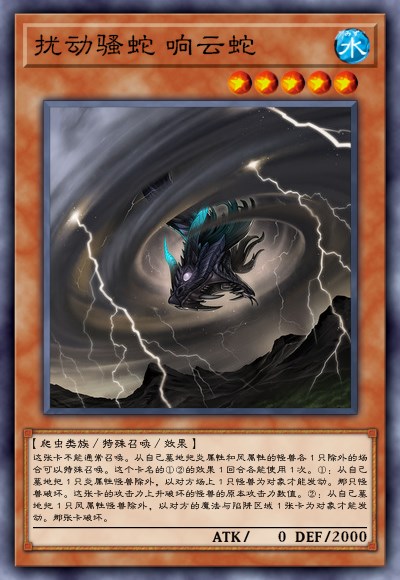 扰动骚蛇 响云蛇
水
【爬虫类族/特殊召唤/效果】
这张卡不能通常召唤。从自己墓地把炎属性和风属性的怪兽各1只除外的场
合可以特殊召唤。这个卡名的①②的效果1回合各能使用1次。①:从自己
墓地把1只炎属性怪兽除外,以对方场上1只怪兽为对象才能发动。那只怪
兽破坏。这张卡的攻击力上升破坏的怪兽的原本攻击力数值。②:从自己墓
地把1只风属性怪兽除外,以对方的魔法与陷阱区域1张卡为对象才能发
动。那张卡破坏。
ATK/ 0 DEF/2000